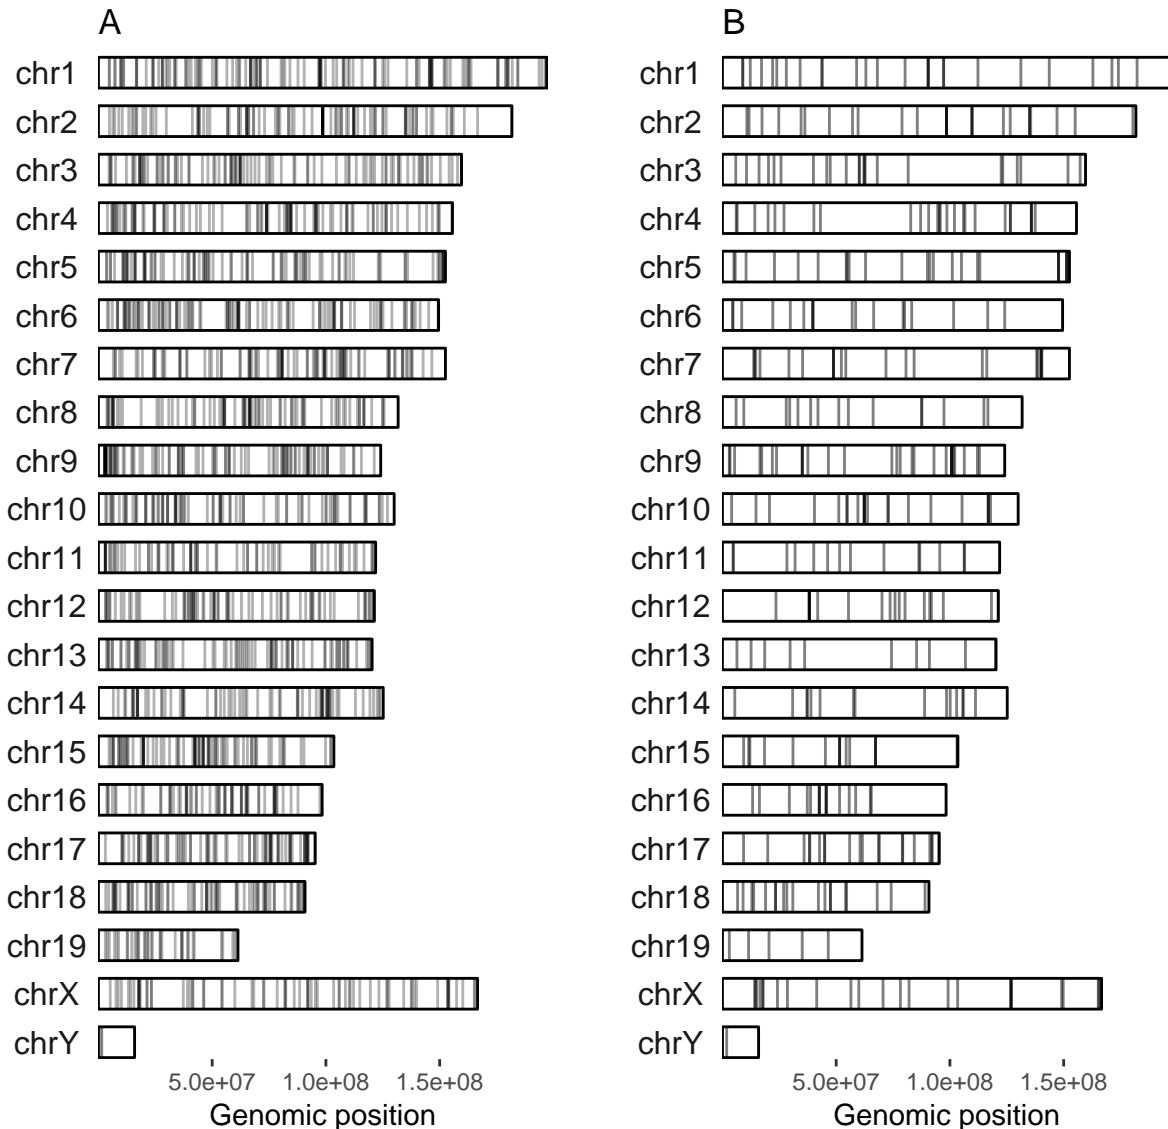 A
chr1
chr2
chr3
chr4
chr5
chr6
chr7
chr8
chr9
chr10
chr11
chr12
chr13
chr14
chr15
chr16
chr17
chr18
chr19
chrX
chrY
5.0e+07 1.0e+08 1.5e+08
Genomic position
B
chr1
chr2
chr3
chr4
chr5
chr6
chr7
chr8
chr9
chr10
chr11
chr12
chr13
chr14
chr15
chr16
chr17
chr18
chr19
chrX
chrY
5.0e+07 1.0e+08 1.5e+08
Genomic position